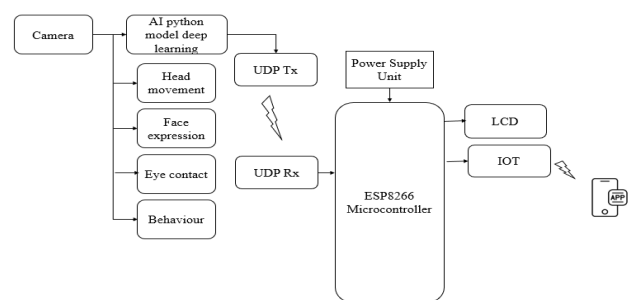 Camera
AI python
model deep
learning
Head
movement
Face
expression
Eye contact
Behaviour
UDP Tx
UDP Rx
Power Supply
Unit
ESP8266
Microcontroller
LCD
IOT
APP